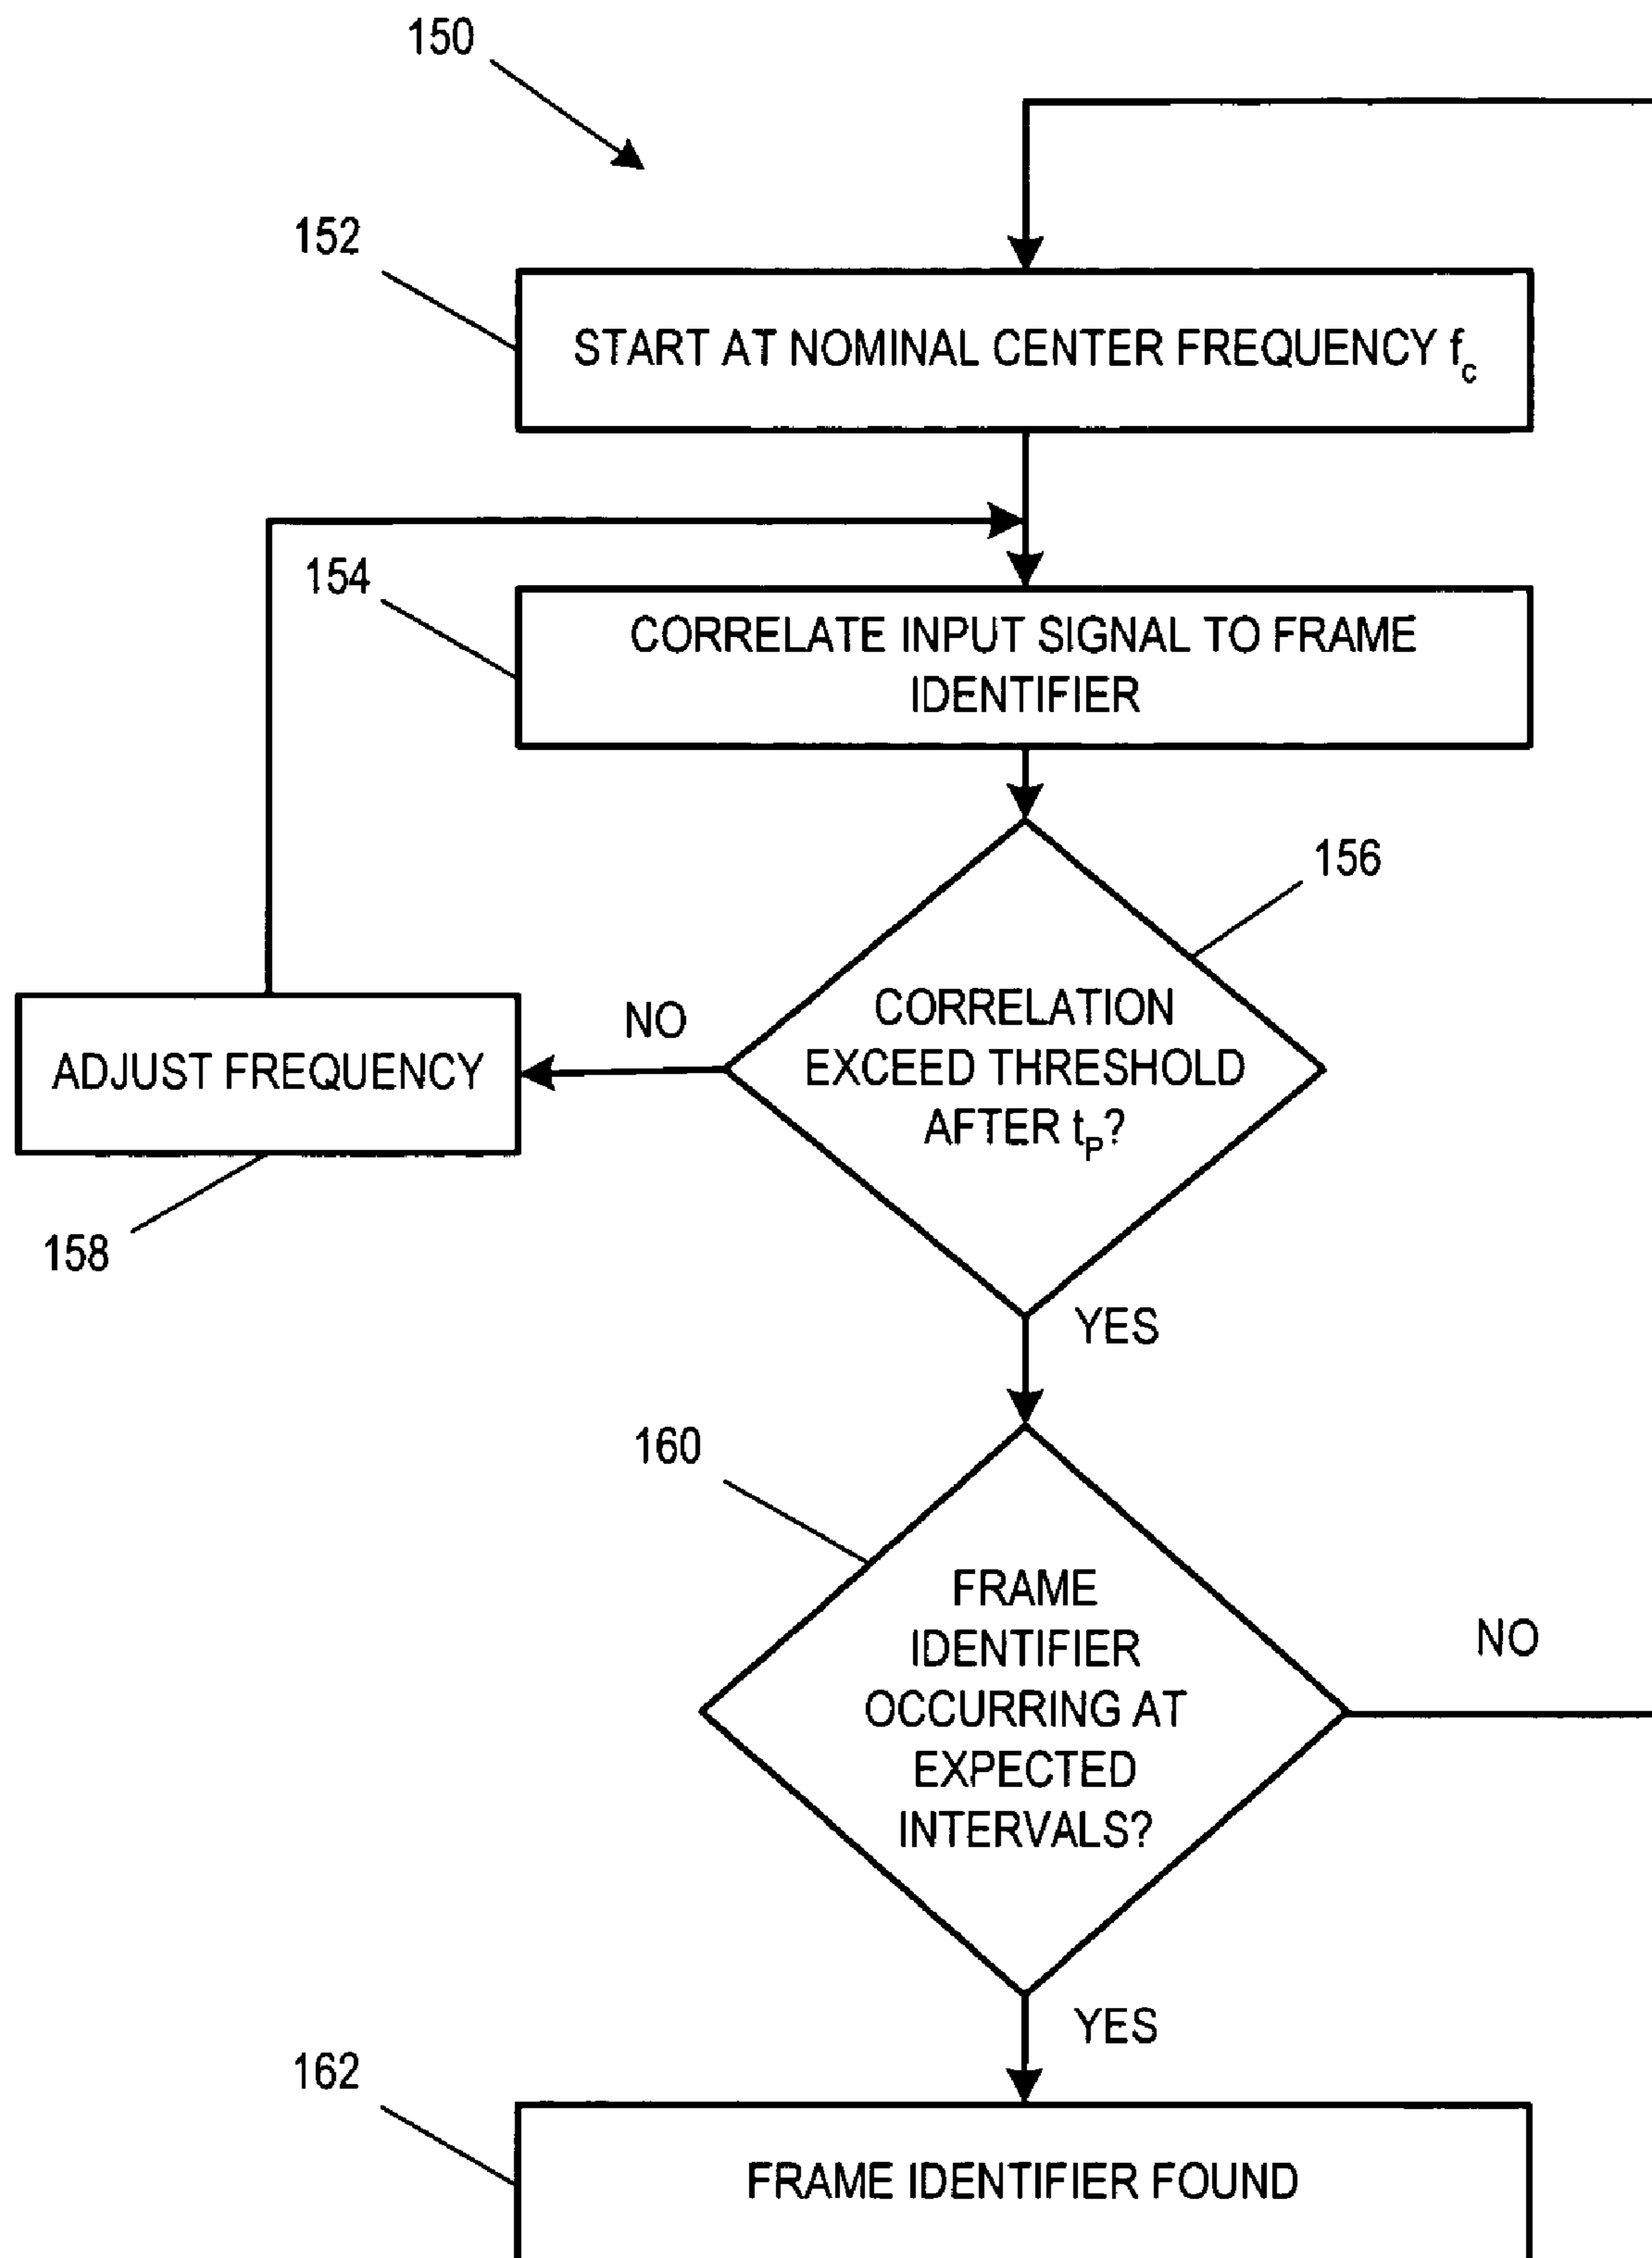 150
152
START AT NOMINAL CENTER FREQUENCY fc
154
CORRELATE INPUT SIGNAL TO FRAME
IDENTIFIER
156
CORRELATION
EXCEED THRESHOLD
AFTER tP?
NO
ADJUST FREQUENCY
158
YES
160
FRAME
IDENTIFIER
OCCURRING AT
EXPECTED
INTERVALS?
NO
YES
162
FRAME IDENTIFIER FOUND